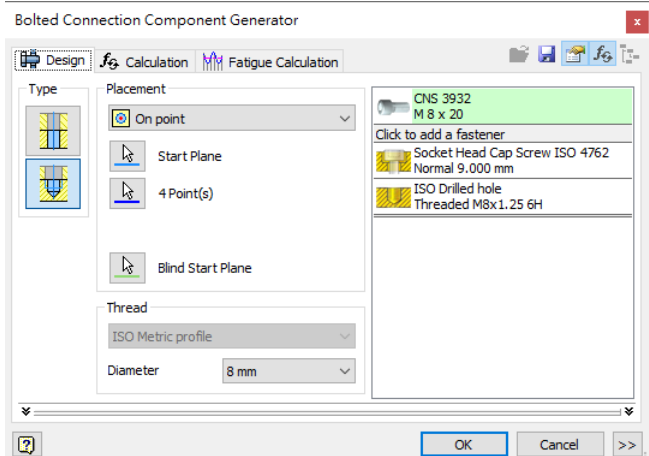 Bolted Connection Component Generator
x
Design
fG Calculation
Fatigue Calculation
fG
Type
Placement
On point
Start Plane
4 Point(s)
Blind Start Plane
Thread
ISO Metric profile
Diameter
8 mm
CNS 3932
M 8 x 20
Click to add a fastener
Socket Head Cap Screw ISO 4762
Normal 9.000 mm
ISO Drilled hole
Threaded M8x1.25 6H
?
OK
Cancel
>>